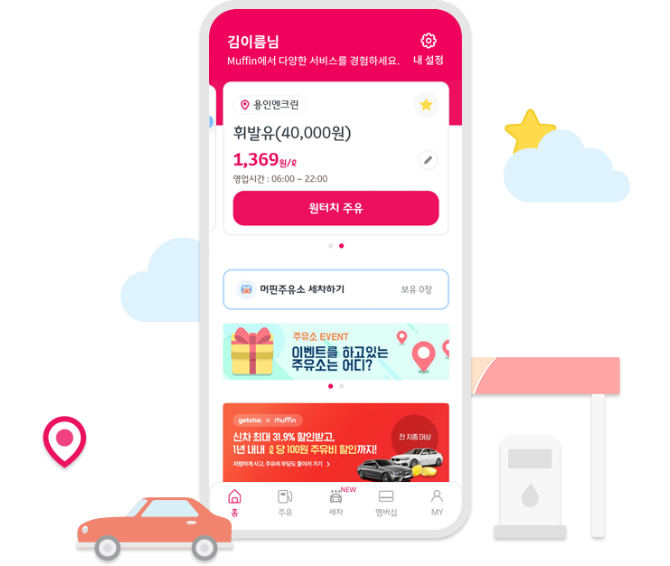 김이름님
Muffin에서 다양한 서비스를 경험하세요.
내 설정
용인엔크린
휘발유(40,000원)
1,369원/ℓ
영업시간 : 06:00 ~ 22:00
원터치 주유
머핀주유소 세차하기
보유 0장
주유소 EVENT
이벤트를 하고있는
주유소는 어디?
getcha × muffin
신차 최대 31.9% 할인받고,
1년 내내 ℓ당 100원 주유비 할인까지!
저렴하게 사고, 주유비 부담도 줄이러 가기 >
전 차종 대상
NEW
홈
주유
세차
멤버십
MY